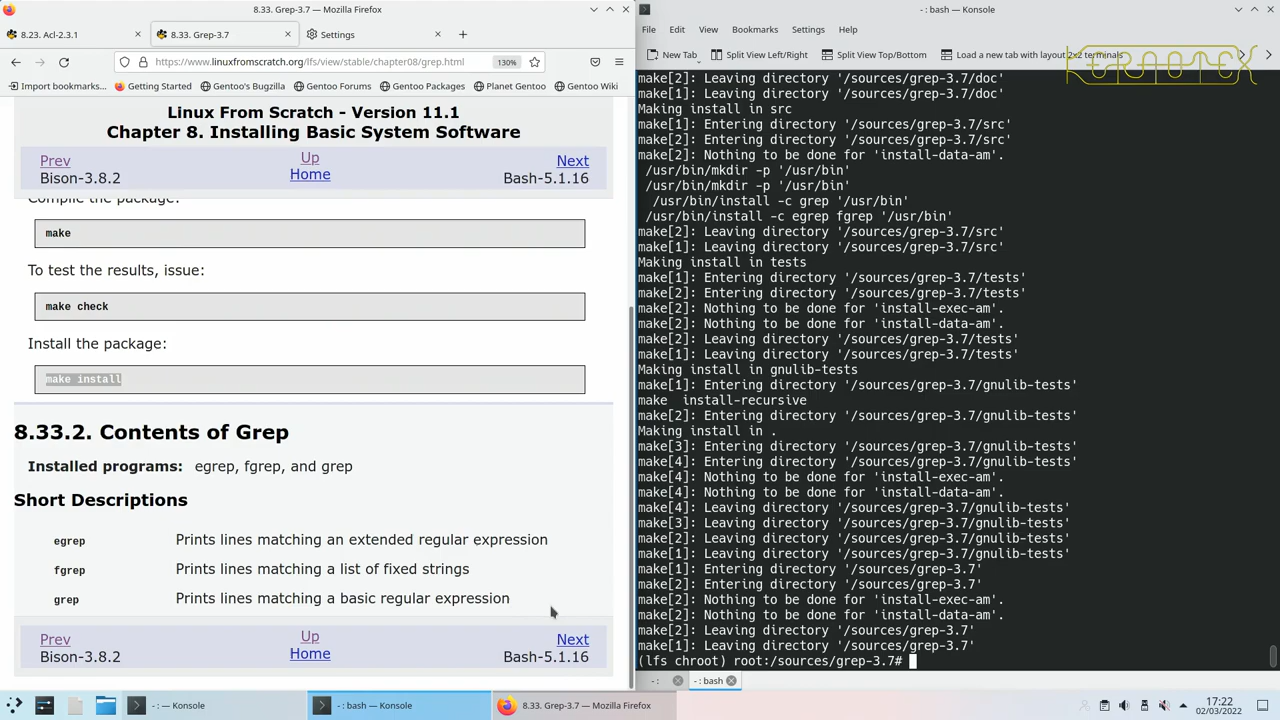 8.33. Grep-3.7 — Mozilla Firefox
8.23. Acl-2.3.1
8.33. Grep-3.7
Settings
https://www.linuxfromscratch.org/lfs/view/stable/chapter08/grep.html
130%
Import bookmarks...
Getting Started
Gentoo's Bugzilla
Gentoo Forums
Gentoo Packages
Planet Gentoo
Gentoo Wiki
Linux From Scratch - Version 11.1
Chapter 8. Installing Basic System Software
Prev
Up
Next
Bison-3.8.2
Home
Bash-5.1.16
Compile the package:
make
To test the results, issue:
make check
Install the package:
make install
8.33.2. Contents of Grep
Installed programs: egrep, fgrep, and grep
Short Descriptions
egrep Prints lines matching an extended regular expression
fgrep Prints lines matching a list of fixed strings
grep Prints lines matching a basic regular expression
Prev
Up
Next
Bison-3.8.2
Home
Bash-5.1.16
- : bash — Konsole
File Edit View Bookmarks Settings Help
New Tab
Split View Left/Right
Split View Top/Bottom
Load a new tab with layout 2x2 terminals
KERNOTEX
make[2]: Leaving directory '/sources/grep-3.7/doc'
make[1]: Leaving directory '/sources/grep-3.7/doc'
Making install in src
make[1]: Entering directory '/sources/grep-3.7/src'
make[2]: Entering directory '/sources/grep-3.7/src'
make[2]: Nothing to be done for 'install-data-am'.
/usr/bin/mkdir -p '/usr/bin'
/usr/bin/mkdir -p '/usr/bin'
/usr/bin/install -c grep '/usr/bin'
/usr/bin/install -c egrep fgrep '/usr/bin'
make[2]: Leaving directory '/sources/grep-3.7/src'
make[1]: Leaving directory '/sources/grep-3.7/src'
Making install in tests
make[1]: Entering directory '/sources/grep-3.7/tests'
make[2]: Entering directory '/sources/grep-3.7/tests'
make[2]: Nothing to be done for 'install-exec-am'.
make[2]: Nothing to be done for 'install-data-am'.
make[2]: Leaving directory '/sources/grep-3.7/tests'
make[1]: Leaving directory '/sources/grep-3.7/tests'
Making install in gnulib-tests
make[1]: Entering directory '/sources/grep-3.7/gnulib-tests'
make  install-recursive
make[2]: Entering directory '/sources/grep-3.7/gnulib-tests'
Making install in .
make[3]: Entering directory '/sources/grep-3.7/gnulib-tests'
make[4]: Entering directory '/sources/grep-3.7/gnulib-tests'
make[4]: Nothing to be done for 'install-exec-am'.
make[4]: Nothing to be done for 'install-data-am'.
make[4]: Leaving directory '/sources/grep-3.7/gnulib-tests'
make[3]: Leaving directory '/sources/grep-3.7/gnulib-tests'
make[2]: Leaving directory '/sources/grep-3.7/gnulib-tests'
make[1]: Leaving directory '/sources/grep-3.7/gnulib-tests'
make[1]: Entering directory '/sources/grep-3.7'
make[2]: Entering directory '/sources/grep-3.7'
make[2]: Nothing to be done for 'install-exec-am'.
make[2]: Nothing to be done for 'install-data-am'.
make[2]: Leaving directory '/sources/grep-3.7'
make[1]: Leaving directory '/sources/grep-3.7'
(lfs chroot) root:/sources/grep-3.7#
- :
- : bash
- : — Konsole
- : bash — Konsole
8.33. Grep-3.7 — Mozilla Firefox
17:22
02/03/2022